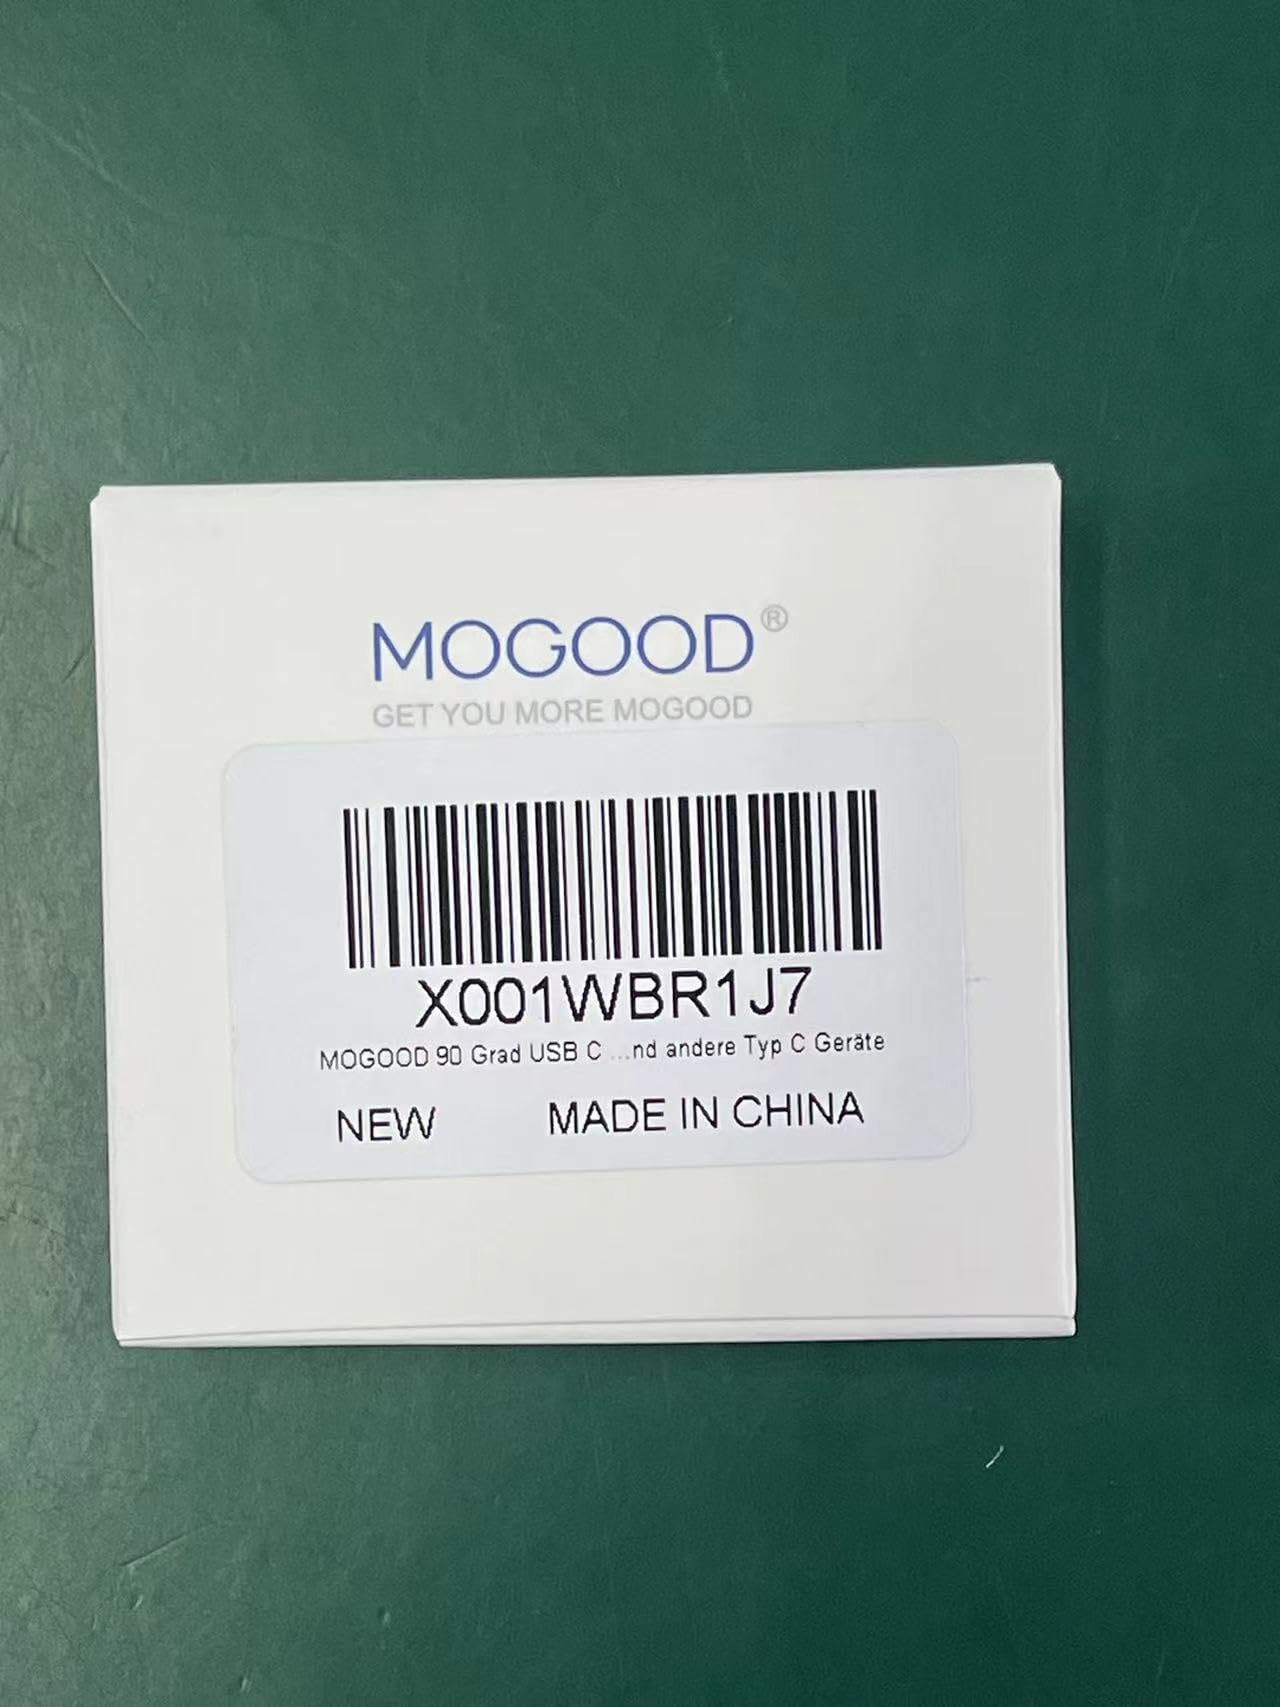 MOGOOD®
GET YOU MORE MOGOOD
X001WBR1J7
MOGOOD 90 Grad USB C ...nd andere Typ C Geräte
NEW MADE IN CHINA